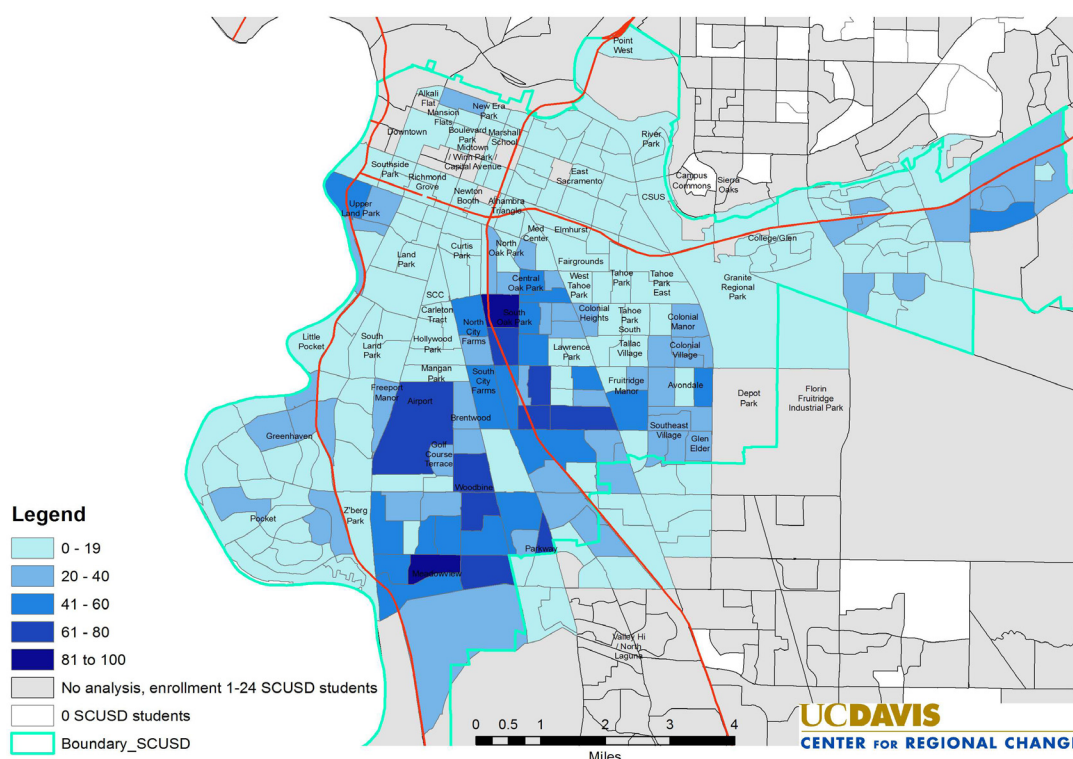 Point
West
Alkali
Flat
Mansion
Flats
New Era
Park
Downtown
Boulevard
Park
Marshall
School
Midtown
/ Winn Park /
Capital Avenue
River
Park
Southside
Park
Richmond
Grove
Newton
Booth
Alhambra
Triangle
East
Sacramento
CSUS
Campus
Commons
Sierra
Oaks
Upper
Land Park
Land
Park
Curtis
Park
North
Oak Park
Med
Center
Elmhurst
Fairgrounds
College/Glen
Central
Oak Park
West
Tahoe
Park
Tahoe
Park
Tahoe
Park
East
Granite
Regional
Park
SCC
Carleton
Tract
North
City
Farms
South
Oak Park
Colonial
Heights
Tahoe
Park
South
Colonial
Manor
Little
Pocket
South
Land
Park
Hollywood
Park
Lawrence
Park
Tallac
Village
Colonial
Village
Mangan
Park
South
City
Farms
Freeport
Manor
Airport
Brentwood
Fruitridge
Manor
Avondale
Depot
Park
Florin
Fruitridge
Industrial Park
Greenhaven
Golf
Course
Terrace
Southeast
Village
Glen
Elder
Woodbine
Pocket
Z'berg
Park
Parkway
Meadowview
Valley Hi
/ North
Laguna
Legend
0 - 19
20 - 40
41 - 60
61 - 80
81 to 100
No analysis, enrollment 1-24 SCUSD students
0 SCUSD students
Boundary_SCUSD
0 0.5 1 2 3 4
Miles
UCDAVIS
CENTER FOR REGIONAL CHANGE